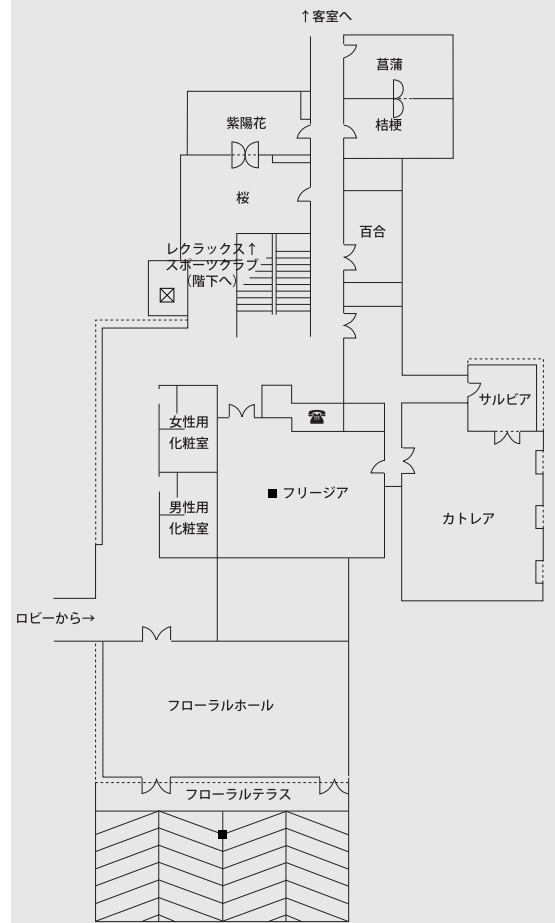 ↑客室へ
菖蒲
紫陽花
桔梗
桜
百合
レクラックス↑
スポーツクラブ
(階下へ)
サルビア
女性用
化粧室
フリージア
男性用
化粧室
カトレア
ロビーから→
フローラルホール
フローラルテラス